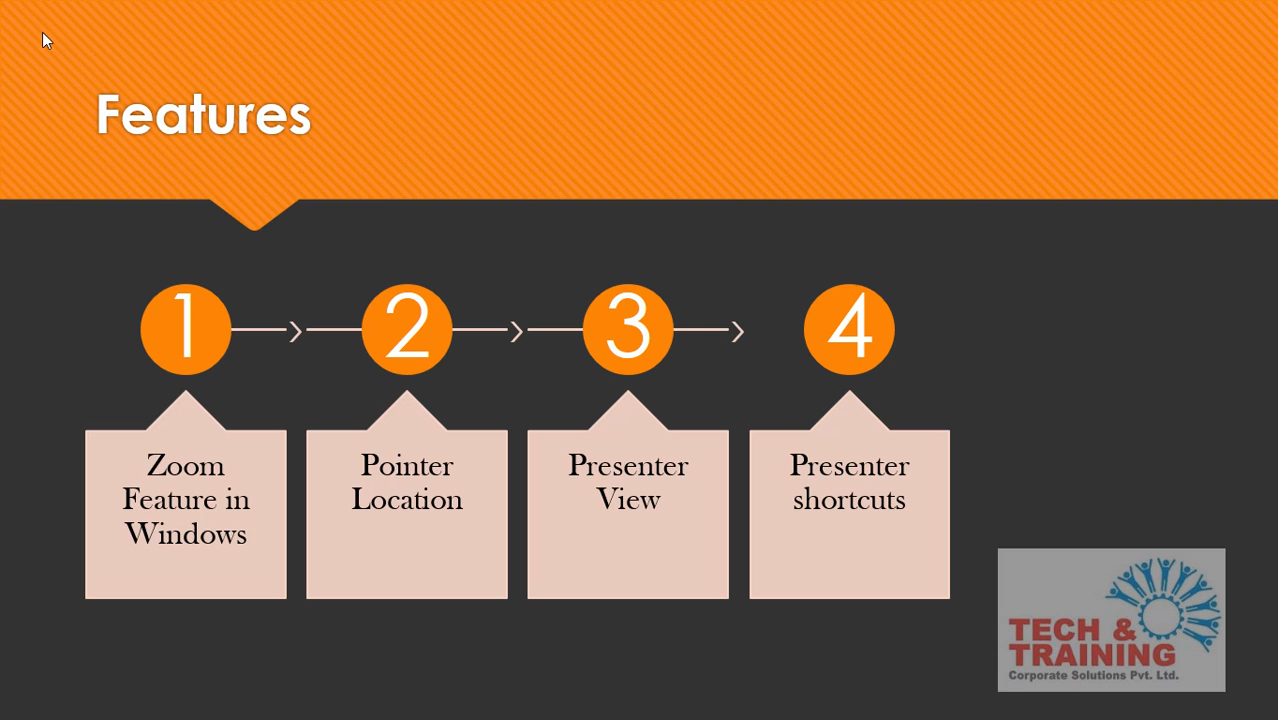 Features
1
2
3
4
Zoom
Feature in
Windows
Pointer
Location
Presenter
View
Presenter
shortcuts
TECH &
TRAINING
Corporate Solutions Pvt. Ltd.